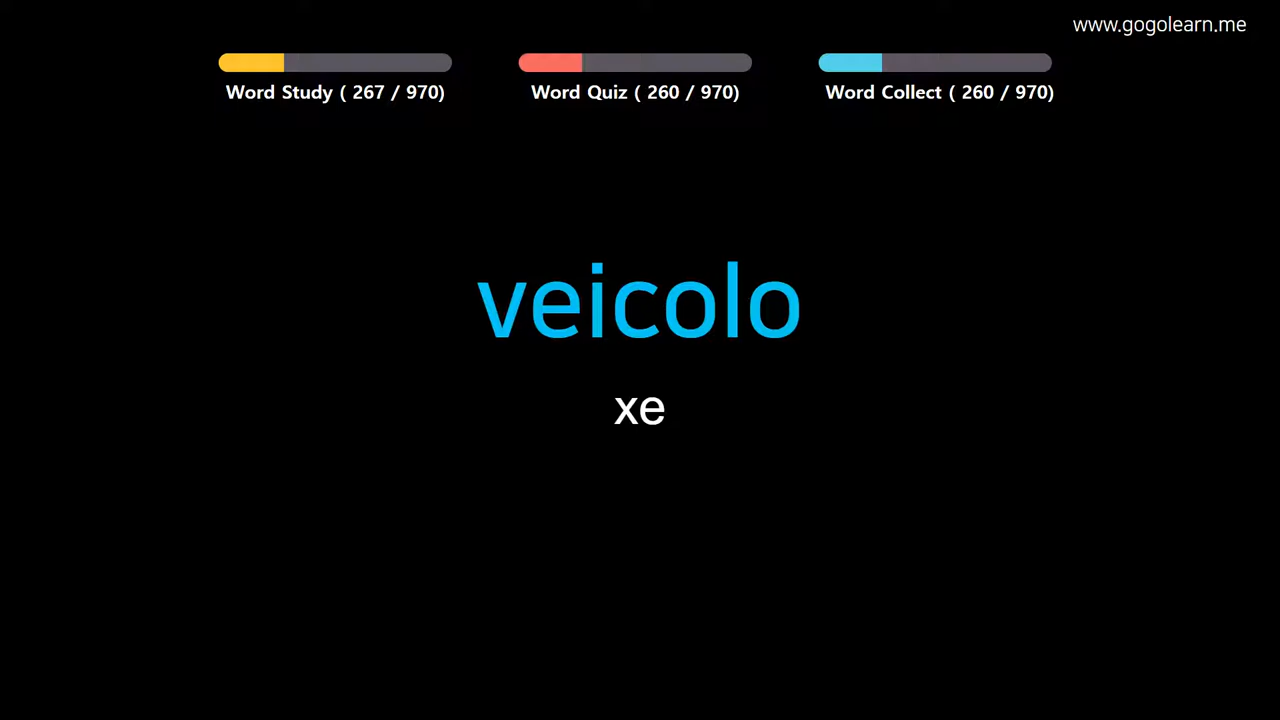 www.gogolearn.me
Word Study ( 267 / 970)
Word Quiz ( 260 / 970)
Word Collect ( 260 / 970)
veicolo
xe